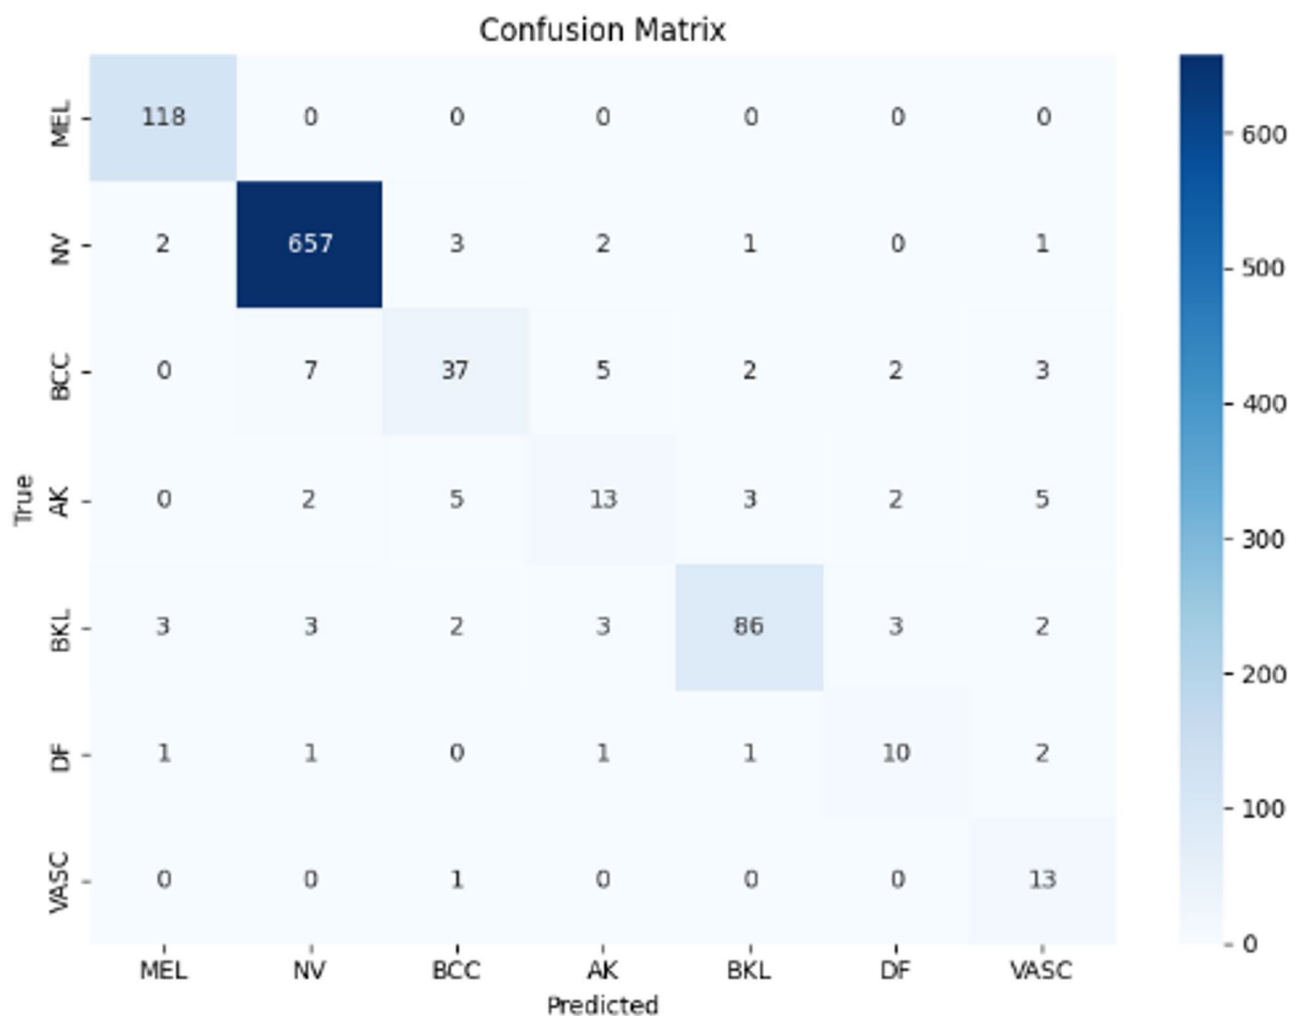 Confusion Matrix
MEL 118 0 0 0 0 0 0
NV 2 657 3 2 1 0 1
BCC 0 7 37 5 2 2 3
AK 0 2 5 13 3 2 5
BKL 3 3 2 3 86 3 2
DF 1 1 0 1 1 10 2
VASC 0 0 1 0 0 0 13
True
MEL NV BCC AK BKL DF VASC
Predicted
600
500
400
300
200
100
0